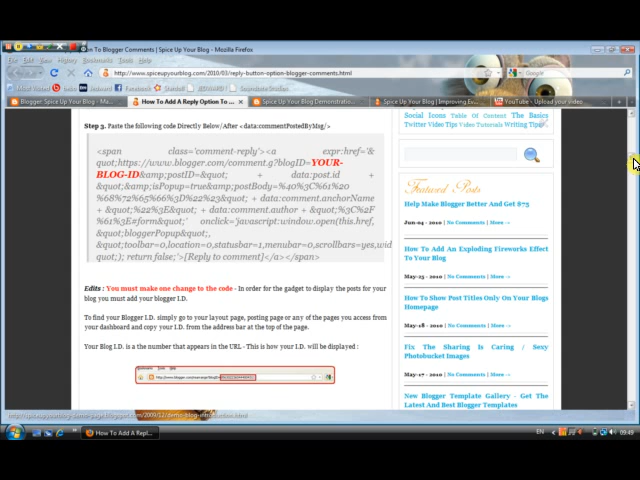 On To Blogger Comments | Spice Up Your Blog - Mozilla Firefox
History
Bookmarks
Tools
Help
http://www.spiceupyourblog.com/2010/03/reply-button-option-blogger-comments.html
Google
Most Visited
Blogger
Facebook
Blogger Spice Up Your Blog - Ma...
How To Add A Reply Option To ...
Spice Up Your Blog Demonstratio...
Spice Up Your Blog | Improving Ev...
YouTube - Upload your video
Step 3. Paste the following code Directly Below/After <data:commentPostedByMsg/>
<span class='comment-reply'><a expr:href='&
quot;https://www.blogger.com/comment.g?blogID=YOUR-
BLOG-ID&amp;postID=&quot; + data:post.id +
&quot;&amp;isPopup=true&amp;postBody=%40%3C%61%20
%68%72%65%66%3D%22%23&quot; + data:comment.anchorName
+ &quot;%22%3E&quot; + data:comment.author + &quot;%3C%2F
%61%3E#form&quot;' onclick='javascript:window.open(this.href,
&quot;bloggerPopup&quot;,
&quot;toolbar=0,location=0,statusbar=1,menubar=0,scrollbars=yes,wid
quot;); return false;'>[Reply to comment]</a></span>
Edits : You must make one change to the code - In order for the gadget to display the posts for your
blog you must add your blogger I.D.
To find your Blogger I.D. simply go to your layout page, posting page or any of the pages you access from
your dashboard and copy your I.D. from the address bar at the top of the page.
Your Blog I.D. is the number that appears in the URL - This is how your I.D. will be displayed :
Social Icons Table Of Content The Basics
Twitter Video Tips Video Tutorials Writing Tips
Featured Posts
Help Make Blogger Better And Get $75
Jun-04 - 2010 | No Comments | More →
How To Add An Exploding Fireworks Effect
To Your Blog
May-25 - 2010 | No Comments | More →
How To Show Post Titles Only On Your Blogs
Homepage
May-18 - 2010 | No Comments | More →
Fix The Sharing Is Caring / Sexy
Photobucket Images
May-17 - 2010 | No Comments | More →
New Blogger Template Gallery - Get The
Latest And Best Blogger Templates
http://spiceupyourblog-demo-page.blogspot.com/2009/12/demo-blog-introduction.html
How To Add A Reply...
EN
09:49